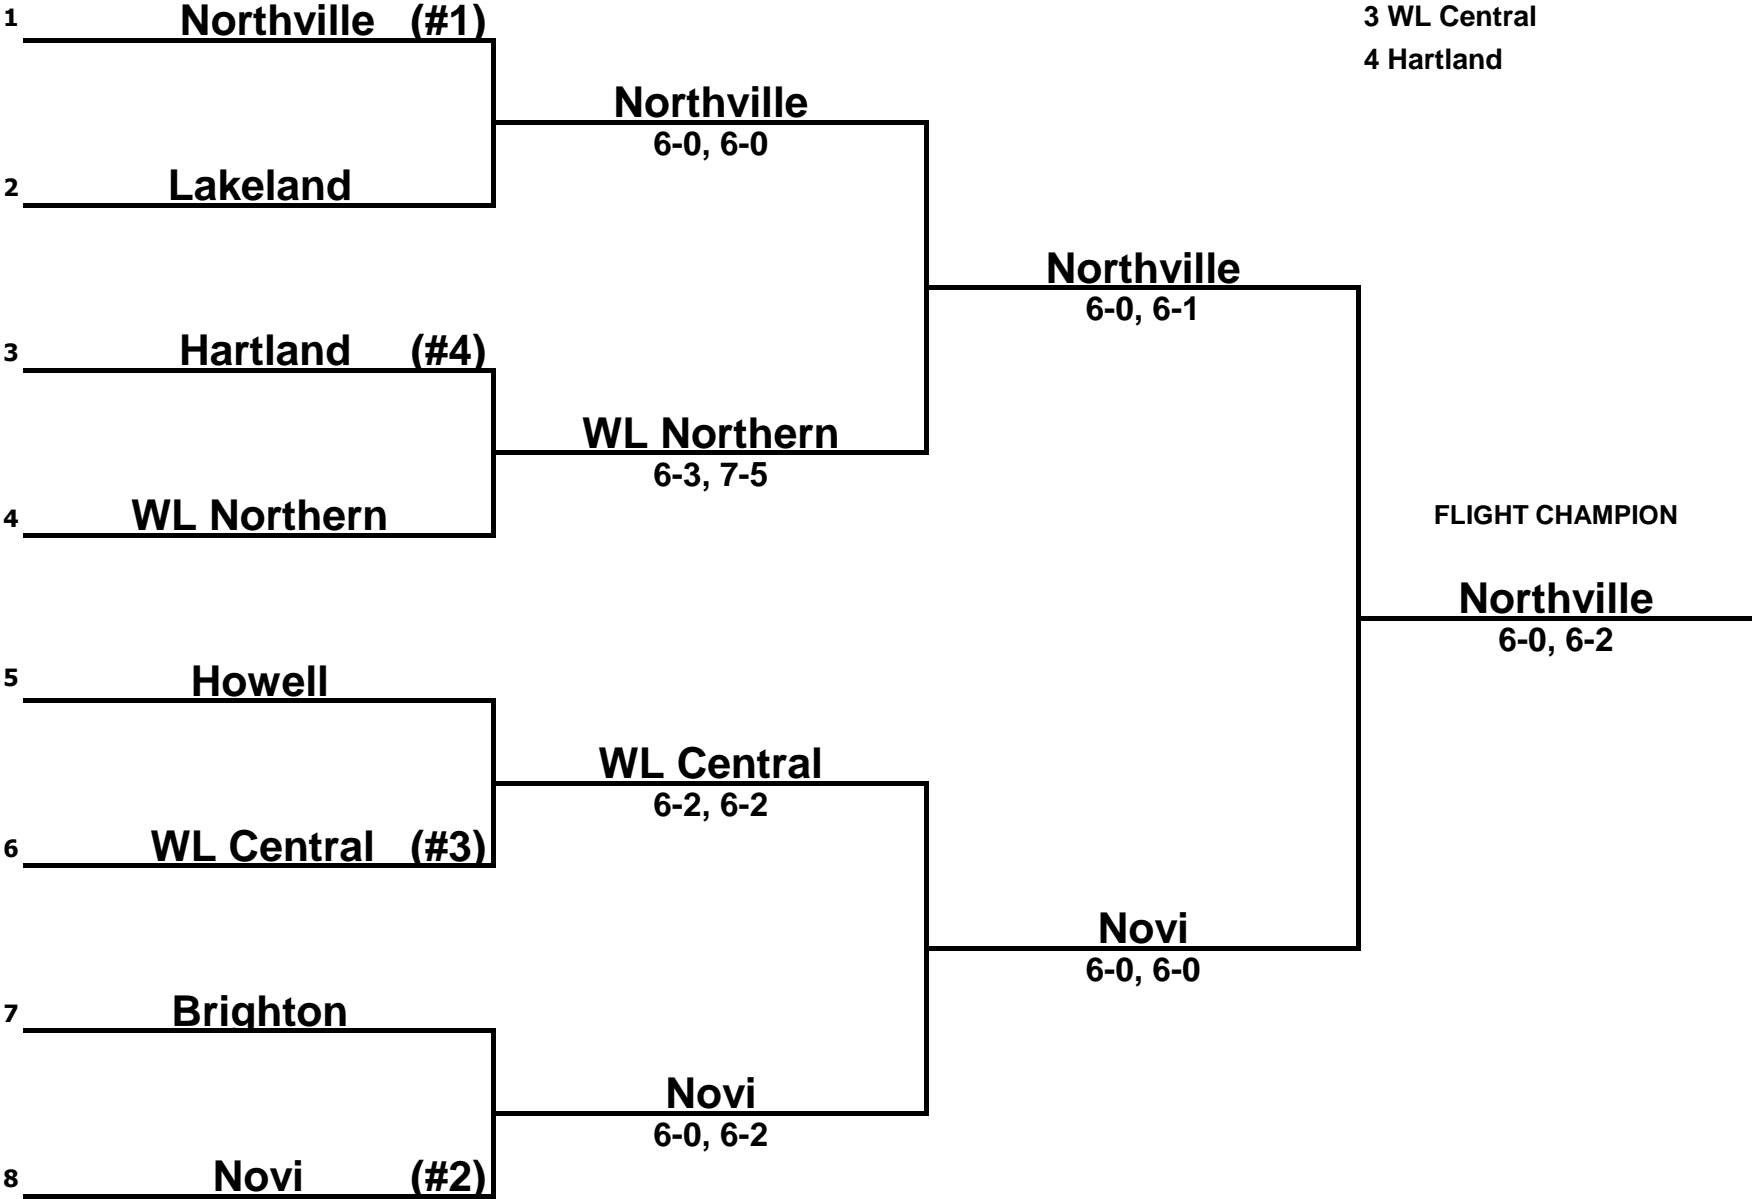 1 Northville (#1)
3 WL Central
4 Hartland
Northville
6-0, 6-0
2 Lakeland
Northville
6-0, 6-1
3 Hartland (#4)
WL Northern
6-3, 7-5
4 WL Northern
FLIGHT CHAMPION
Northville
6-0, 6-2
5 Howell
WL Central
6-2, 6-2
6 WL Central (#3)
Novi
6-0, 6-0
7 Brighton
Novi
6-0, 6-2
8 Novi (#2)